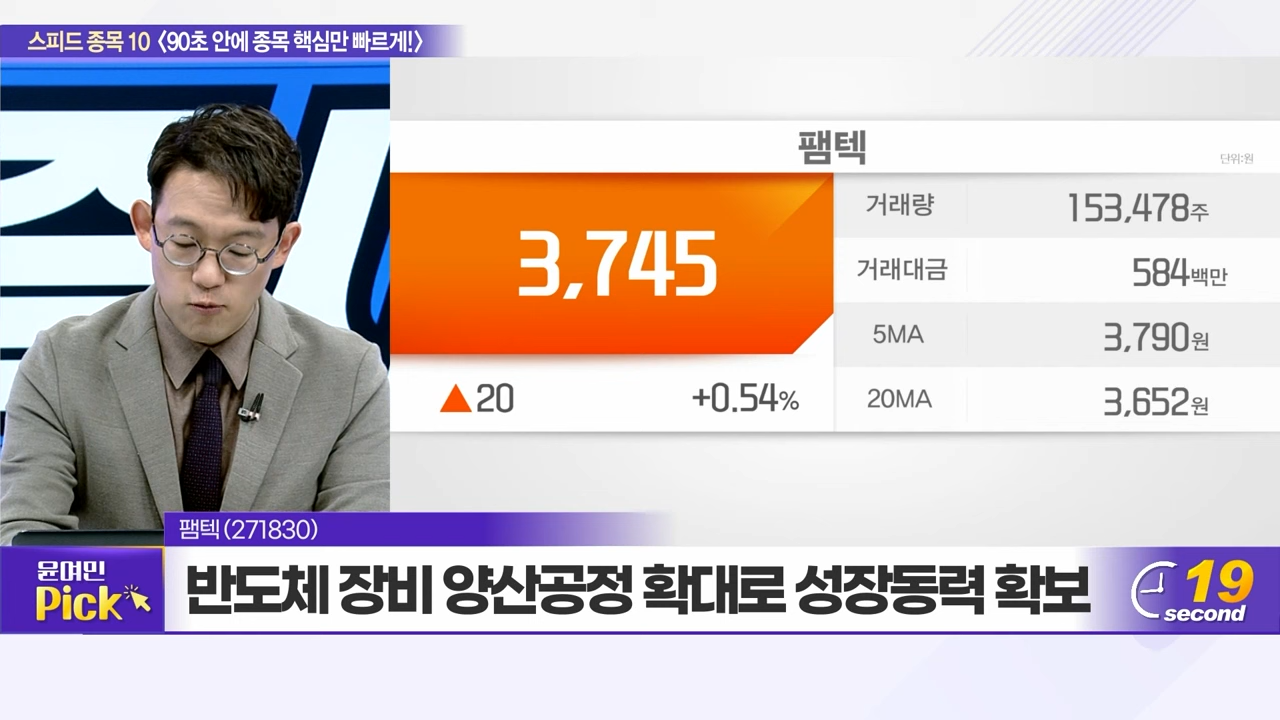 스피드 종목 10 〈90초 안에 종목 핵심만 빠르게!〉
팸텍
단위:원
3,745
▲20 +0.54%
거래량 153,478주
거래대금 584백만
5MA 3,790원
20MA 3,652원
팸텍(271830)
윤여민
Pick
반도체 장비 양산공정 확대로 성장동력 확보
19
second